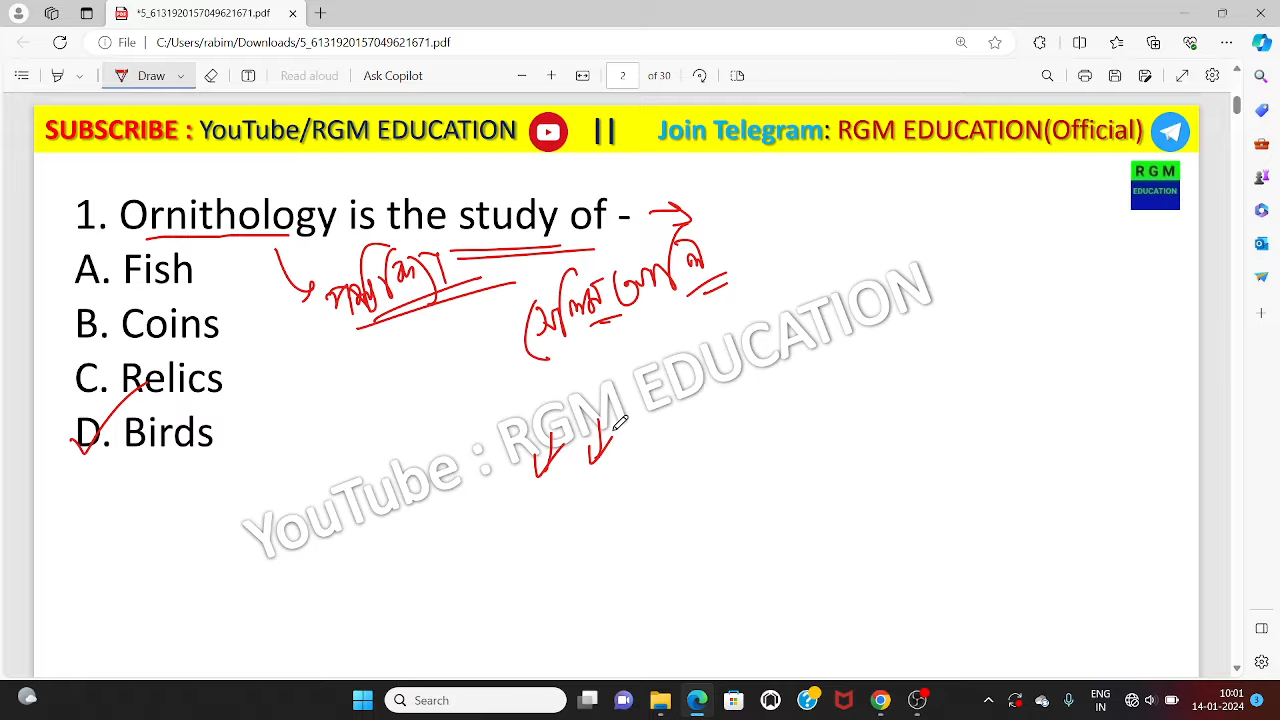 *5_6131920157049621671.pdf
File C:/Users/rabim/Downloads/5_6131920157049621671.pdf
Draw Read aloud Ask Copilot 2 of 30
SUBSCRIBE : YouTube/RGM EDUCATION || Join Telegram: RGM EDUCATION(Official)
R G M
EDUCATION
1. Ornithology is the study of -
A. Fish
B. Coins
C. Relics
D. Birds
YouTube : RGM EDUCATION
Search
ENG
IN
10:01
14-01-2024
3